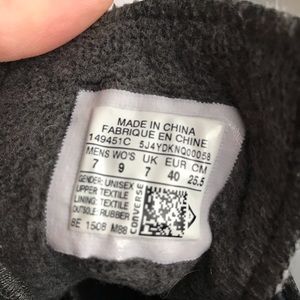 MADE IN CHINA
FABRIQUE EN CHINE
149451C 5J4YDKNQ00058
MENS WO'S UK EUR CM
7 9 7 40 25.5
GENDER: UNISEX
UPPER: TEXTILE
LINING: TEXTILE
OUTSOLE: RUBBER
BE 1508 M88
CONVERSE